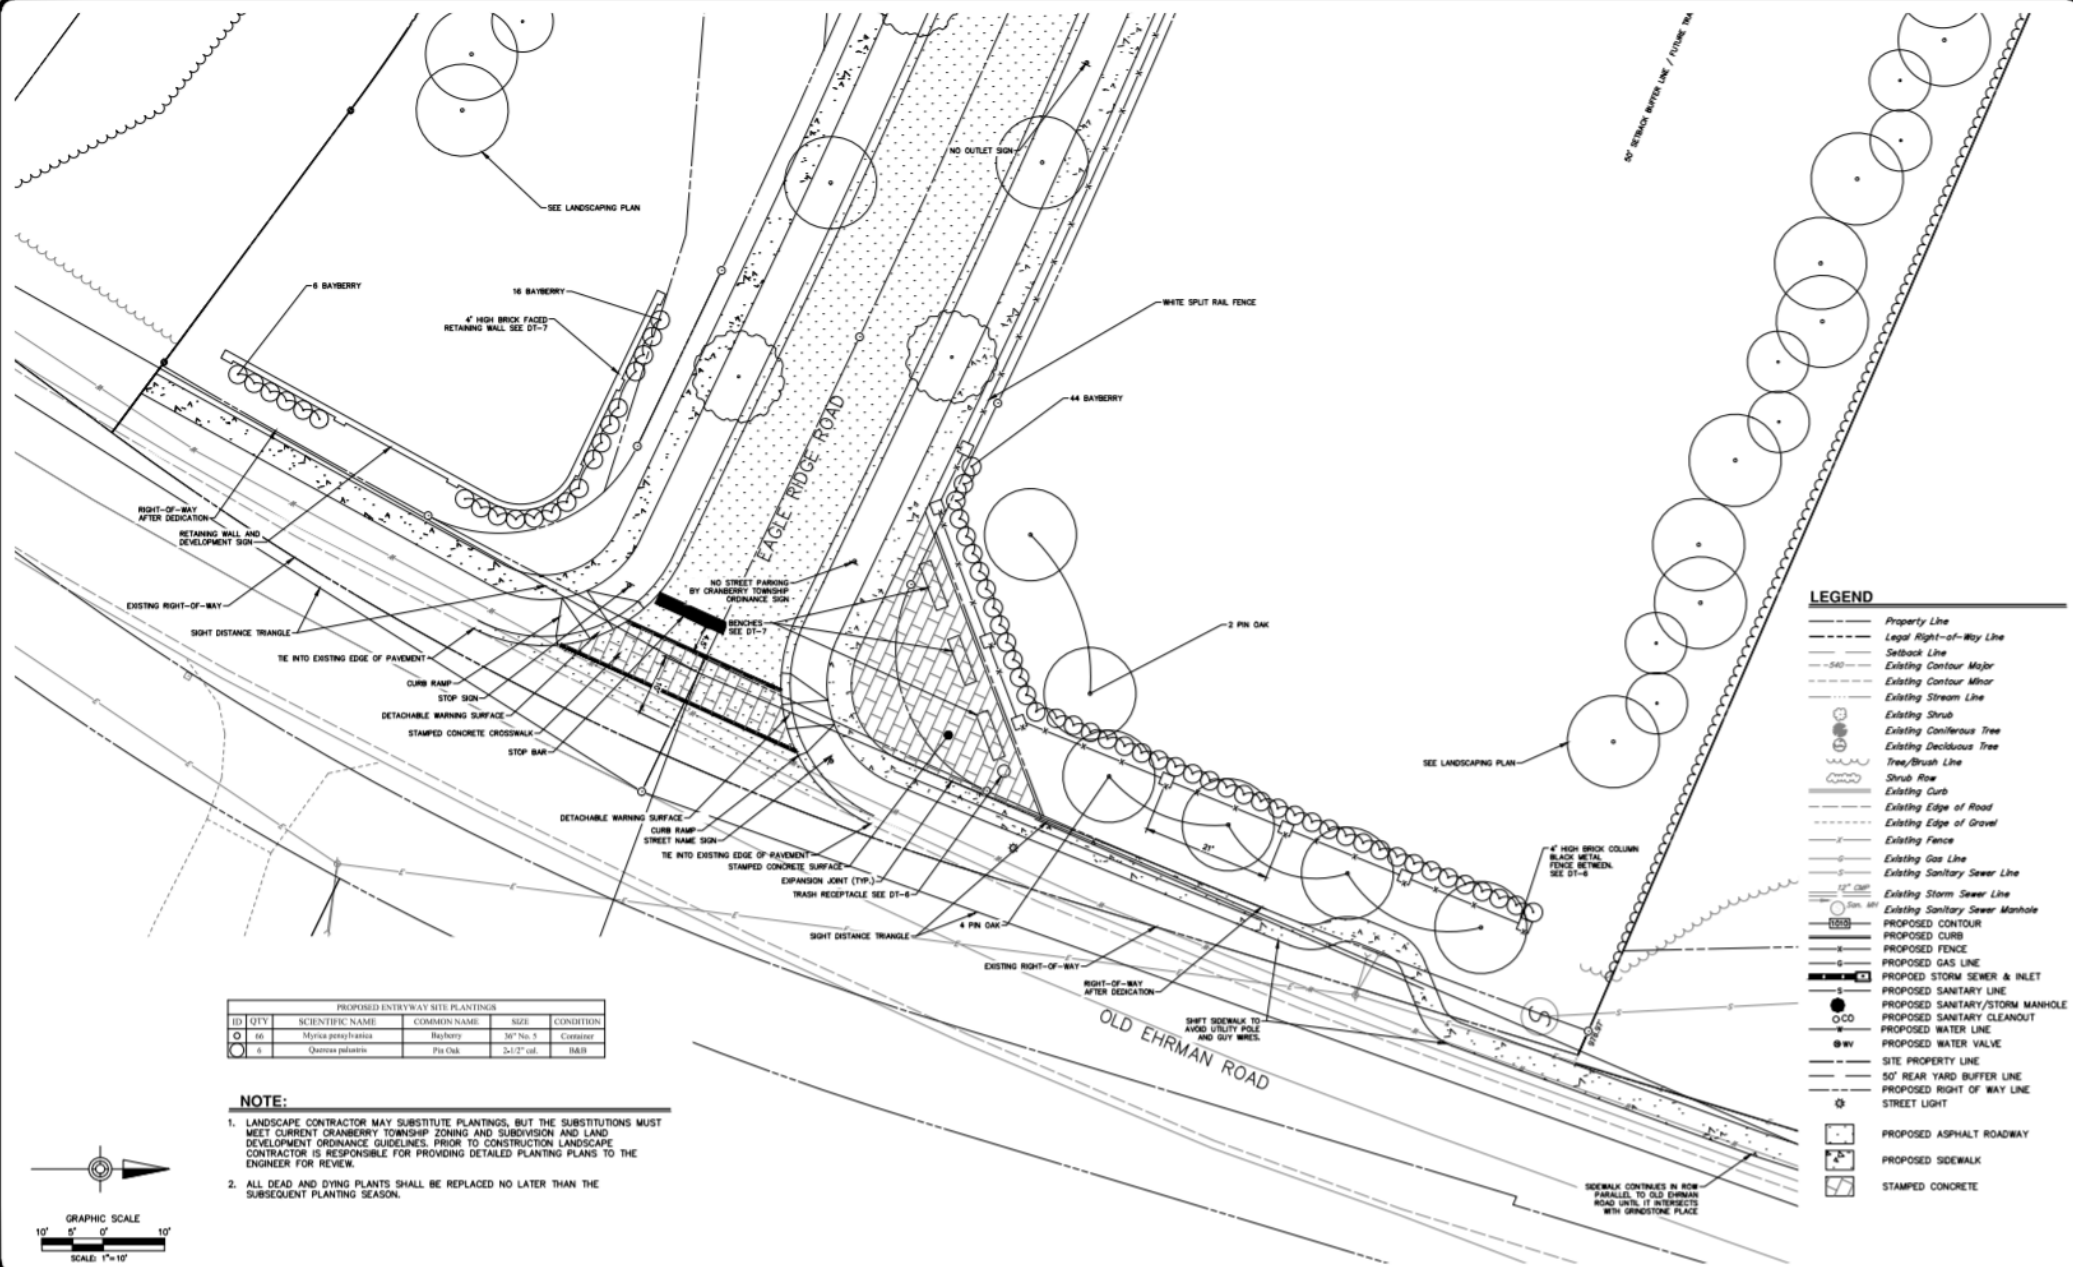 50' SETBACK BUFFER LINE / FUTURE TRA
NO OUTLET SIGN
SEE LANDSCAPING PLAN
6 BAYBERRY
16 BAYBERRY
4' HIGH BRICK FACED
RETAINING WALL SEE DT-7
WHITE SPLIT RAIL FENCE
44 BAYBERRY
EAGLE RIDGE ROAD
RIGHT-OF-WAY
AFTER DEDICATION
RETAINING WALL AND
DEVELOPMENT SIGN
EXISTING RIGHT-OF-WAY
SIGHT DISTANCE TRIANGLE
TIE INTO EXISTING EDGE OF PAVEMENT
CURB RAMP
STOP SIGN
DETACHABLE WARNING SURFACE
STAMPED CONCRETE CROSSWALK
STOP BAR
NO STREET PARKING
BY CRANBERRY TOWNSHIP
ORDINANCE SIGN
BENCHES
SEE DT-7
2 PIN OAK
DETACHABLE WARNING SURFACE
CURB RAMP
STREET NAME SIGN
TIE INTO EXISTING EDGE OF PAVEMENT
STAMPED CONCRETE SURFACE
EXPANSION JOINT (TYP.)
TRASH RECEPTACLE SEE DT-6
4 PIN OAK
SIGHT DISTANCE TRIANGLE
EXISTING RIGHT-OF-WAY
RIGHT-OF-WAY
AFTER DEDICATION
21'
SEE LANDSCAPING PLAN
4' HIGH BRICK COLUMN
BLACK METAL
FENCE BETWEEN.
SEE DT-6
SHIFT SIDEWALK TO
AVOID UTILITY POLE
AND GUY WIRES.
OLD EHRMAN ROAD
S
SIDEWALK CONTINUES IN ROW
PARALLEL TO OLD EHRMAN
ROAD UNTIL IT INTERSECTS
WITH GRINDSTONE PLACE
LEGEND
Property Line
Legal Right-of-Way Line
Setback Line
-540- Existing Contour Major
Existing Contour Minor
Existing Stream Line
Existing Shrub
Existing Coniferous Tree
Existing Deciduous Tree
Tree/Brush Line
Shrub Row
Existing Curb
Existing Edge of Road
Existing Edge of Gravel
X Existing Fence
G Existing Gas Line
S Existing Sanitary Sewer Line
12" CMP Existing Storm Sewer Line
San. MH Existing Sanitary Sewer Manhole
1010 PROPOSED CONTOUR
PROPOSED CURB
X PROPOSED FENCE
G PROPOSED GAS LINE
PROPOED STORM SEWER & INLET
S PROPOSED SANITARY LINE
PROPOSED SANITARY/STORM MANHOLE
CO PROPOSED SANITARY CLEANOUT
W PROPOSED WATER LINE
WV PROPOSED WATER VALVE
SITE PROPERTY LINE
50' REAR YARD BUFFER LINE
PROPOSED RIGHT OF WAY LINE
STREET LIGHT
PROPOSED ASPHALT ROADWAY
PROPOSED SIDEWALK
STAMPED CONCRETE
PROPOSED ENTRYWAY SITE PLANTINGS
ID QTY SCIENTIFIC NAME COMMON NAME SIZE CONDITION
66 Myrica pensylvanica Bayberry 36" No. 5 Container
6 Quercus palustris Pin Oak 2-1/2" cal. B&B
NOTE:
1. LANDSCAPE CONTRACTOR MAY SUBSTITUTE PLANTINGS, BUT THE SUBSTITUTIONS MUST
MEET CURRENT CRANBERRY TOWNSHIP ZONING AND SUBDIVISION AND LAND
DEVELOPMENT ORDINANCE GUIDELINES. PRIOR TO CONSTRUCTION LANDSCAPE
CONTRACTOR IS RESPONSIBLE FOR PROVIDING DETAILED PLANTING PLANS TO THE
ENGINEER FOR REVIEW.
2. ALL DEAD AND DYING PLANTS SHALL BE REPLACED NO LATER THAN THE
SUBSEQUENT PLANTING SEASON.
GRAPHIC SCALE
10' 5' 0' 10'
SCALE: 1"=10'